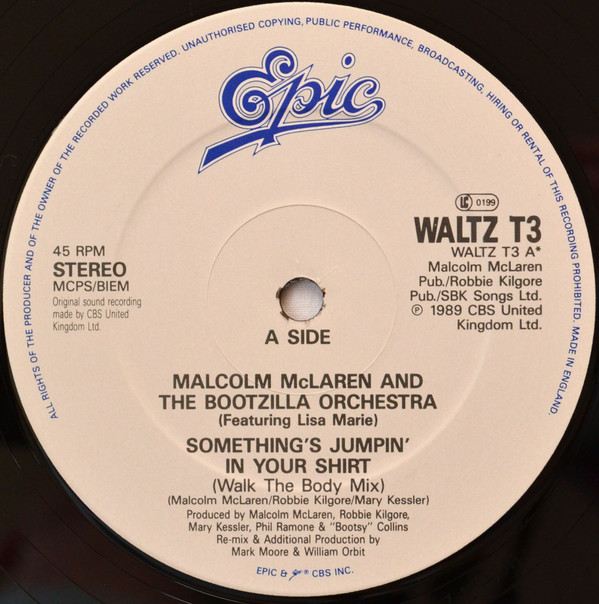 ALL RIGHTS OF THE PRODUCER AND OF THE OWNER OF THE RECORDED WORK RESERVED. UNAUTHORISED COPYING, PUBLIC PERFORMANCE, BROADCASTING, HIRING OR RENTAL OF THIS RECORDING PROHIBITED. MADE IN ENGLAND.
Epic
LC 0199
WALTZ T3
WALTZ T3 A*
Malcolm McLaren
Pub./Robbie Kilgore
Pub./SBK Songs Ltd.
℗ 1989 CBS United
Kingdom Ltd.
45 RPM
STEREO
MCPS/BIEM
Original sound recording
made by CBS United
Kingdom Ltd.
A SIDE
MALCOLM McLAREN AND
THE BOOTZILLA ORCHESTRA
(Featuring Lisa Marie)
SOMETHING'S JUMPIN'
IN YOUR SHIRT
(Walk The Body Mix)
(Malcolm McLaren/Robbie Kilgore/Mary Kessler)
Produced by Malcolm McLaren, Robbie Kilgore,
Mary Kessler, Phil Ramone & "Bootsy" Collins
Re-mix & Additional Production by
Mark Moore & William Orbit
EPIC & ® CBS INC.